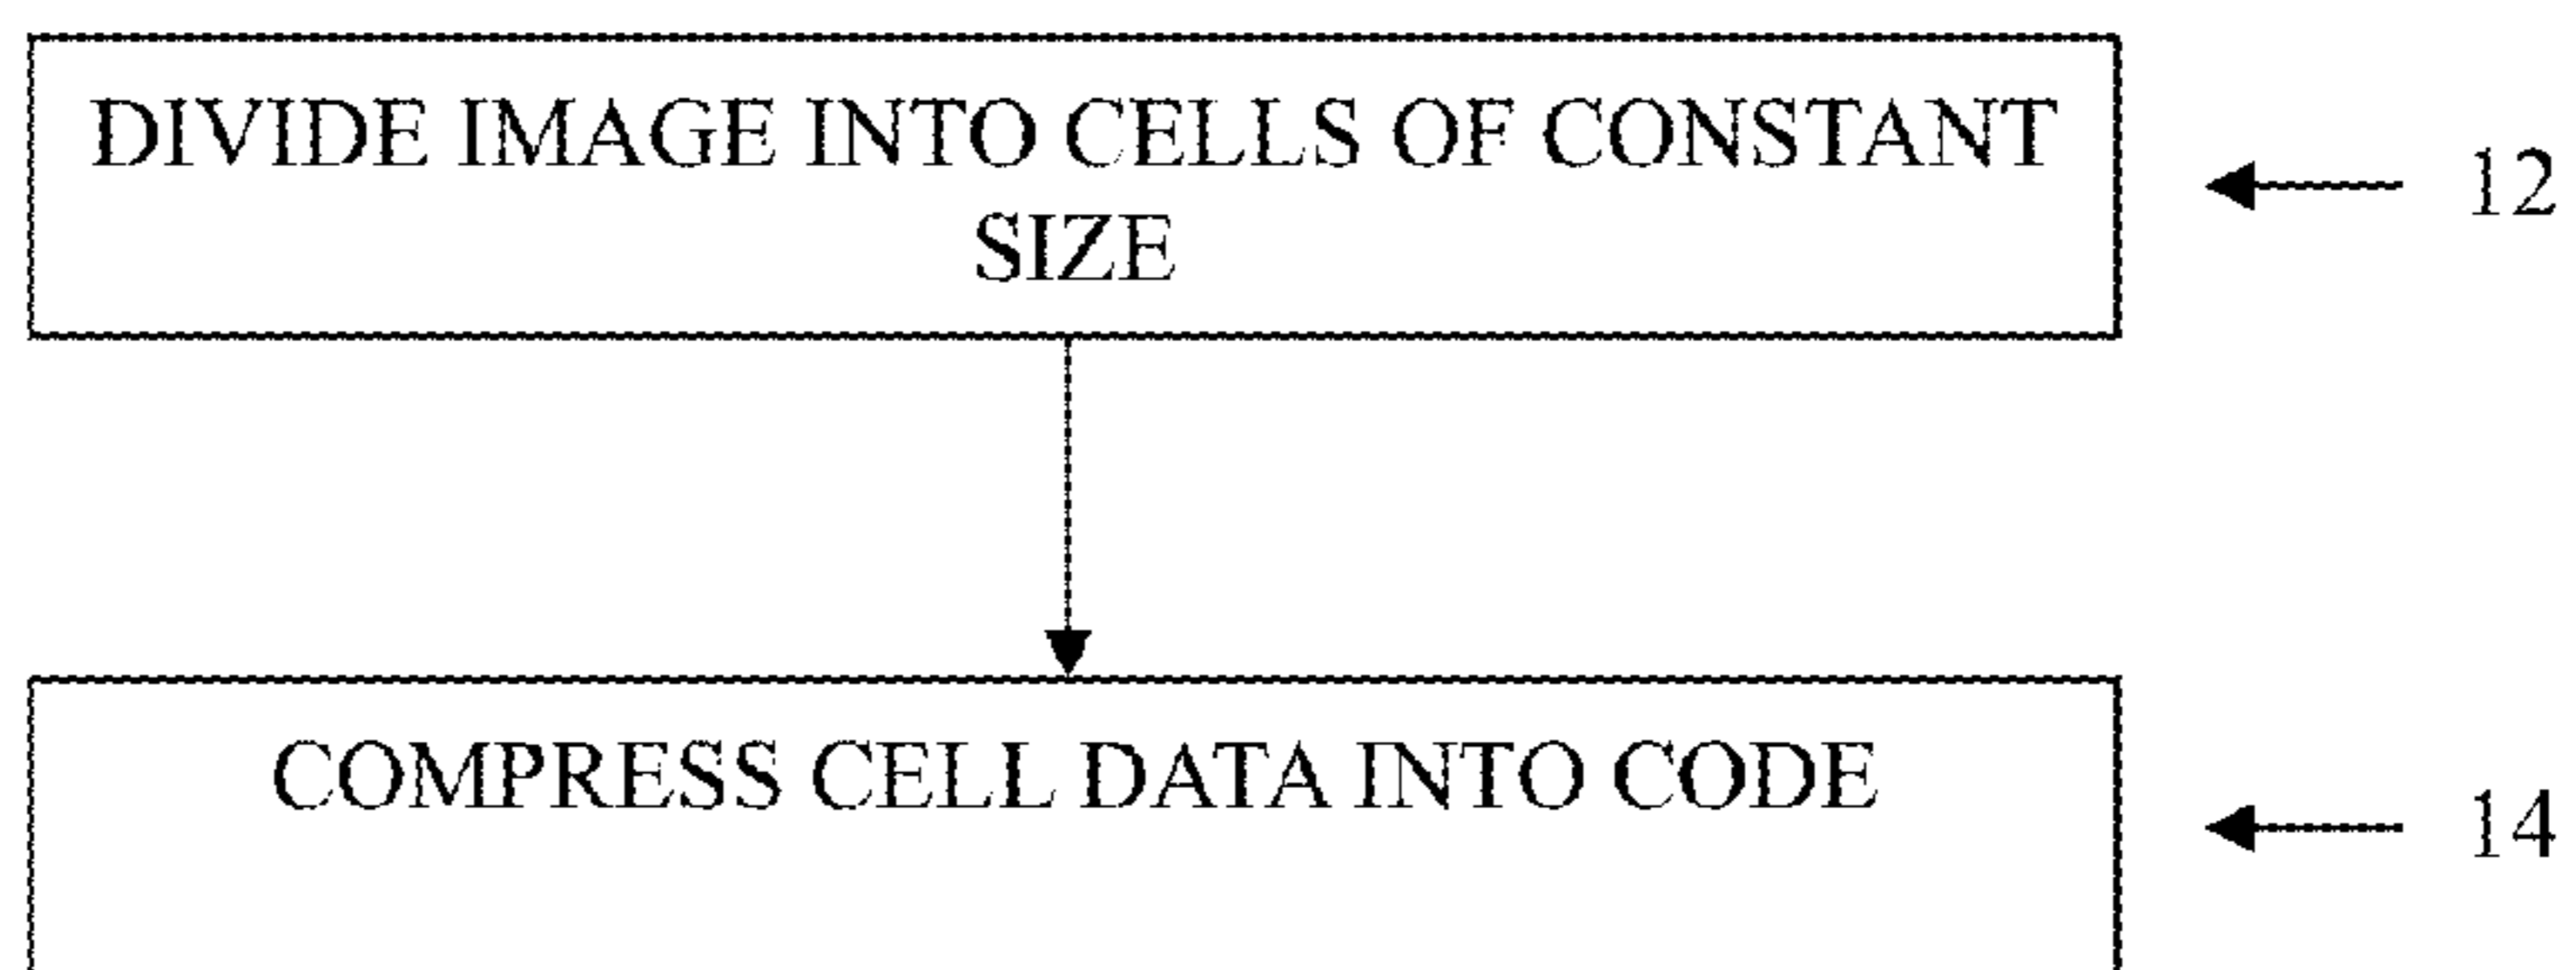 DIVIDE IMAGE INTO CELLS OF CONSTANT
SIZE
12
COMPRESS CELL DATA INTO CODE
14